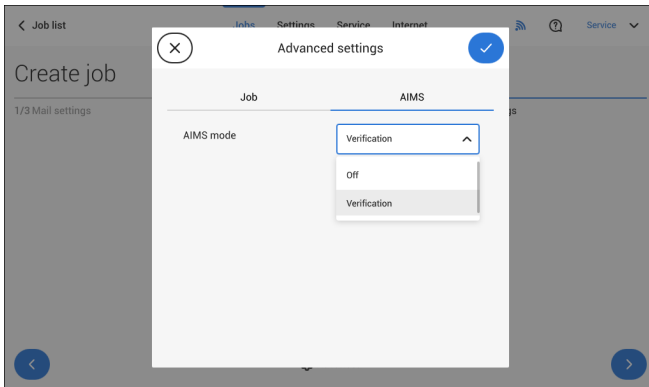 Job list
Jobs Settings Service Internet
Service
Advanced settings
Create job
Job AIMS
1/3 Mail settings
gs
AIMS mode
Verification
Off
Verification